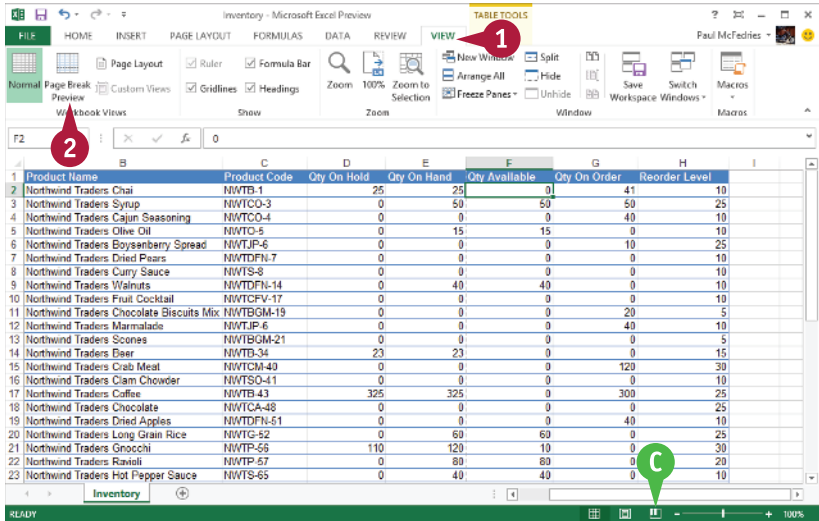 Inventory - Microsoft Excel Preview
TABLE TOOLS
?
FILE HOME INSERT PAGE LAYOUT FORMULAS DATA REVIEW VIEW
Paul McFedries
1
Normal
Page Break Preview
Page Layout
Custom Views
Workbook Views
Ruler
Formula Bar
Gridlines
Headings
Show
Zoom
100%
Zoom to Selection
Zoom
New Window
Arrange All
Freeze Panes
Split
Hide
Unhide
Save Workspace
Switch Windows
Window
Macros
Macros
2
F2 fx 0
B C D E F G H I
1 Product Name Product Code Qty On Hold Qty On Hand Qty Available Qty On Order Reorder Level
2 Northwind Traders Chai NWTB-1 25 25 0 41 10
3 Northwind Traders Syrup NWTCO-3 0 50 50 50 25
4 Northwind Traders Cajun Seasoning NWTCO-4 0 0 0 40 10
5 Northwind Traders Olive Oil NWTO-5 0 15 15 0 10
6 Northwind Traders Boysenberry Spread NWTJP-6 0 0 0 10 25
7 Northwind Traders Dried Pears NWTDFN-7 0 0 0 0 10
8 Northwind Traders Curry Sauce NWTS-8 0 0 0 0 10
9 Northwind Traders Walnuts NWTDFN-14 0 40 40 0 10
10 Northwind Traders Fruit Cocktail NWTCFV-17 0 0 0 0 10
11 Northwind Traders Chocolate Biscuits Mix NWTBGM-19 0 0 0 20 5
12 Northwind Traders Marmalade NWTJP-6 0 0 0 40 10
13 Northwind Traders Scones NWTBGM-21 0 0 0 0 5
14 Northwind Traders Beer NWTB-34 23 23 0 0 15
15 Northwind Traders Crab Meat NWTCM-40 0 0 0 120 30
16 Northwind Traders Clam Chowder NWTSO-41 0 0 0 0 10
17 Northwind Traders Coffee NWTB-43 325 325 0 300 25
18 Northwind Traders Chocolate NWTCA-48 0 0 0 0 25
19 Northwind Traders Dried Apples NWTDFN-51 0 0 0 40 10
20 Northwind Traders Long Grain Rice NWTG-52 0 60 60 0 25
21 Northwind Traders Gnocchi NWTP-56 110 120 10 0 30
22 Northwind Traders Ravioli NWTP-57 0 80 80 0 20
23 Northwind Traders Hot Pepper Sauce NWTS-65 0 40 40 0 10
C
Inventory
READY 100%